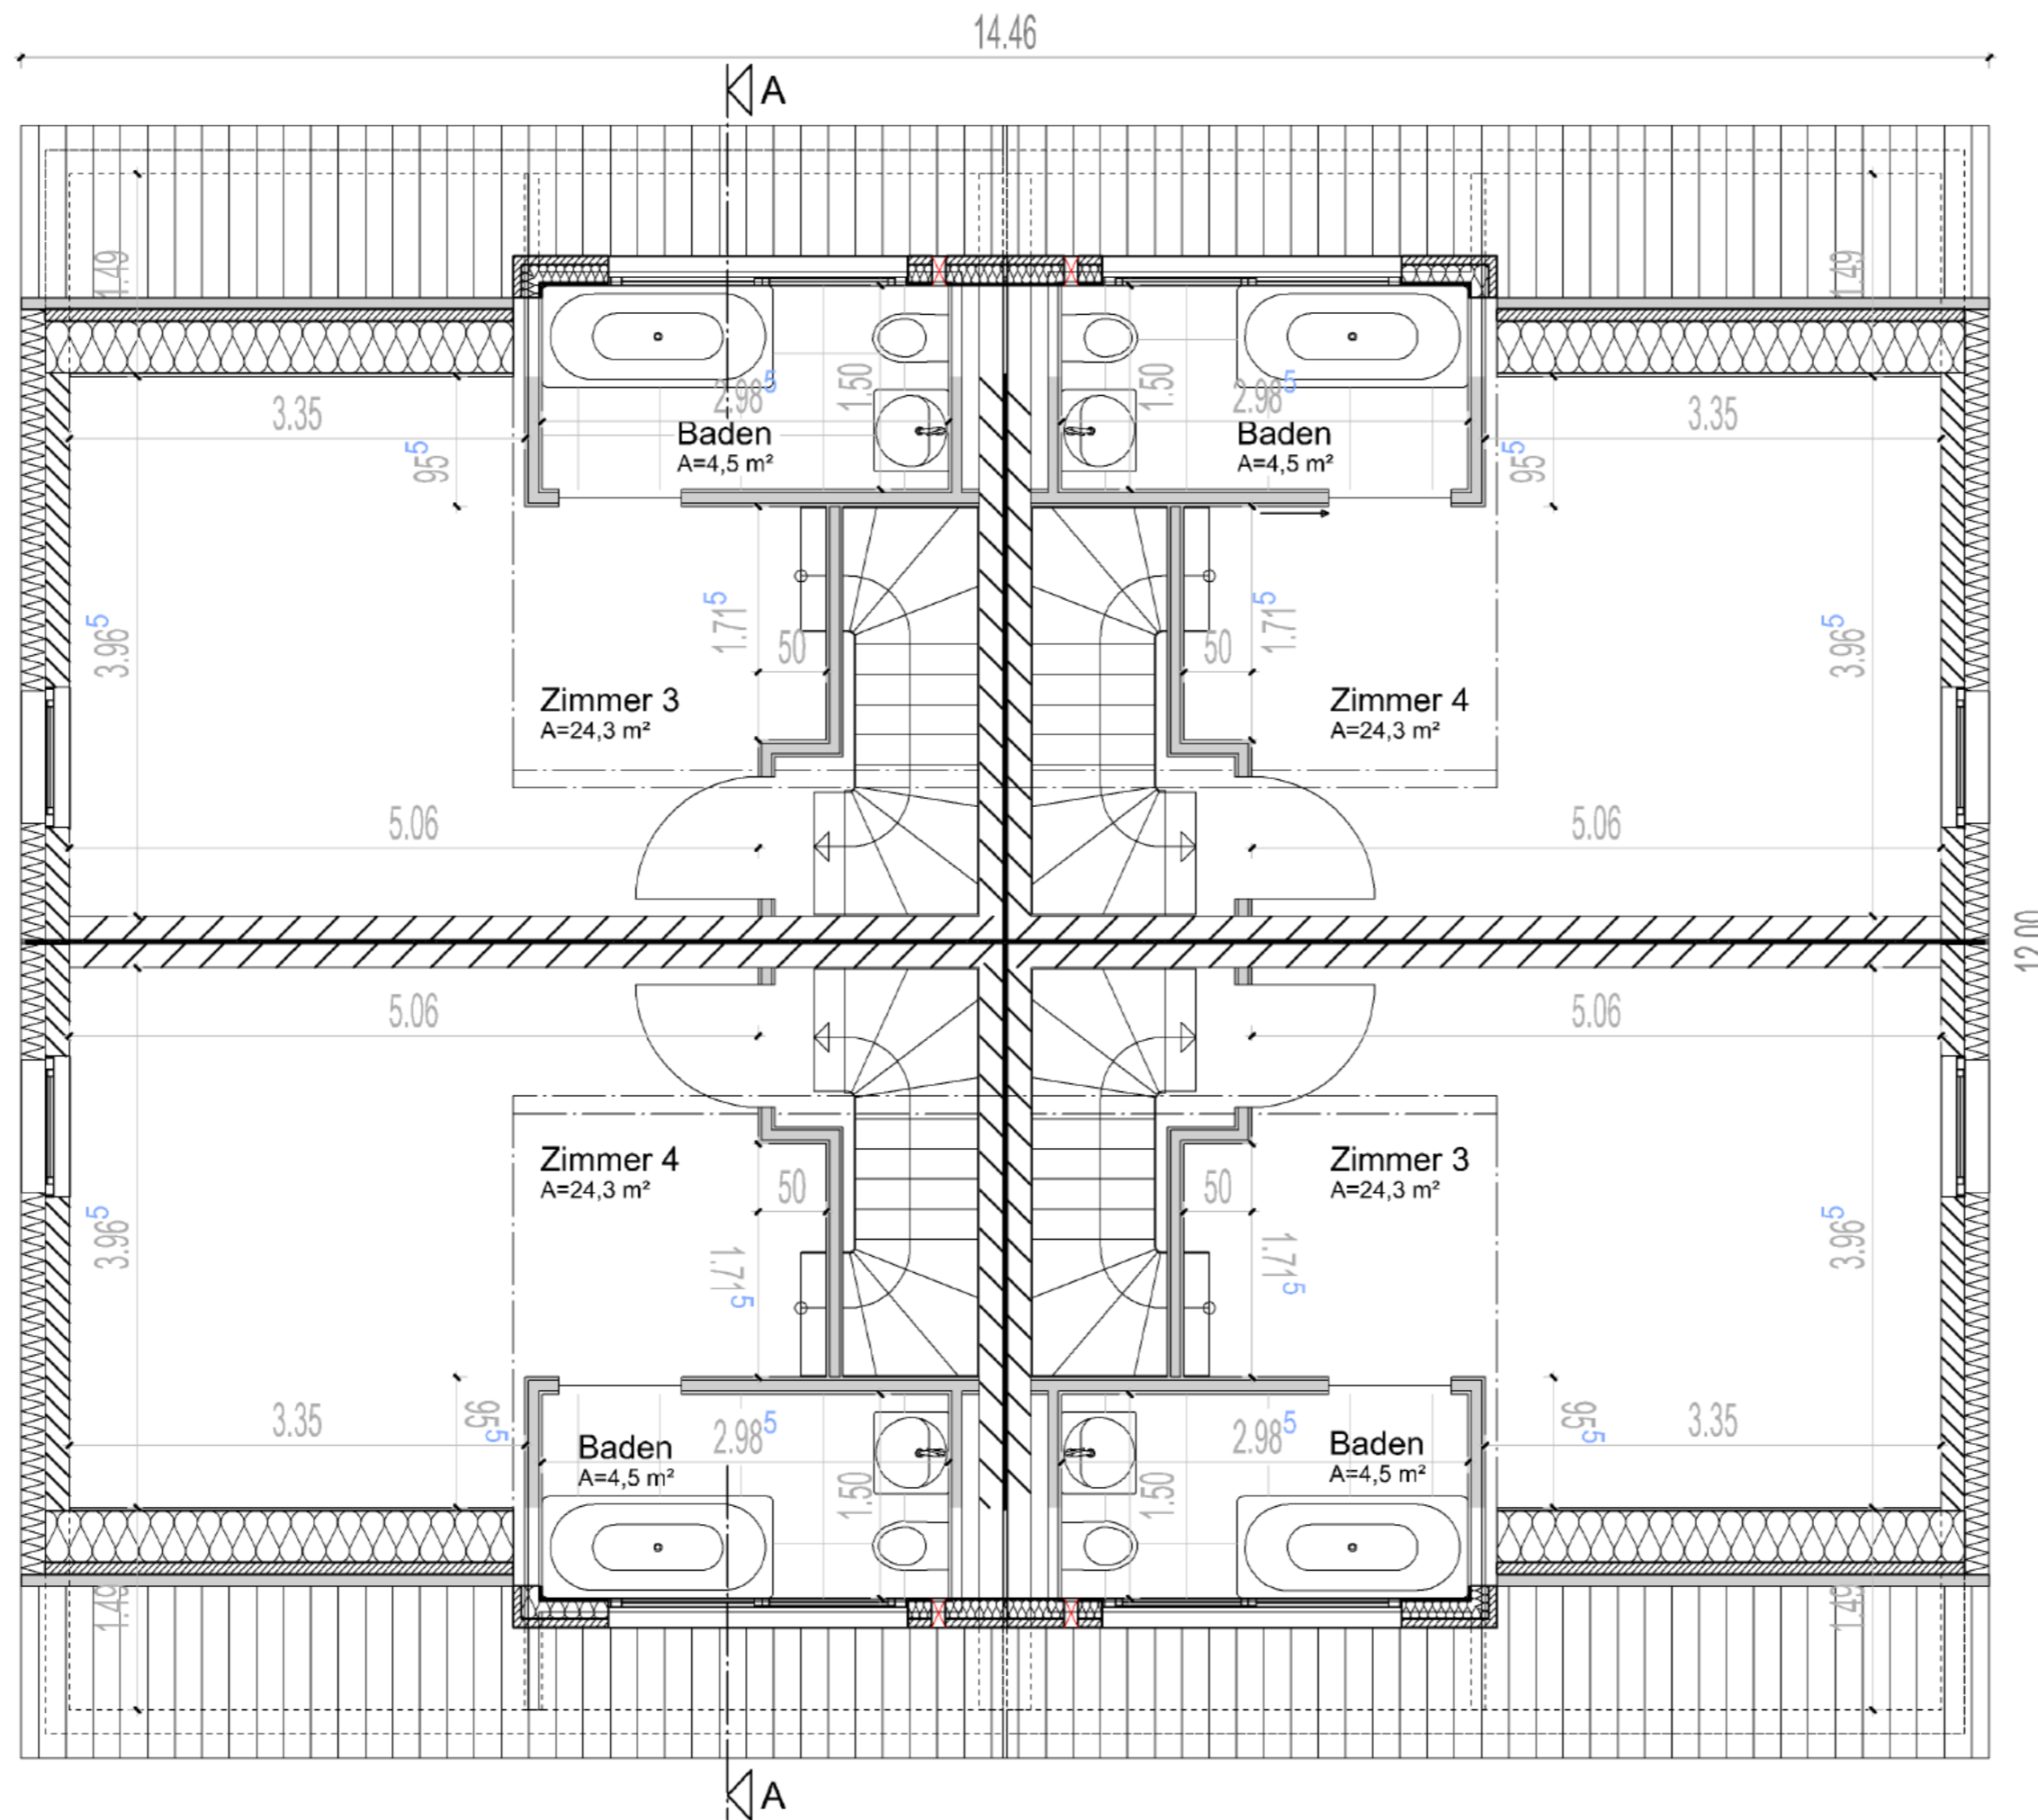 14.46
A
1.49
1.49
3.35
95⁵
2.98⁵
1.50
Baden
A=4,5 m²
1.50
2.98⁵
Baden
A=4,5 m²
95⁵
3.35
3.96⁵
1.71⁵
50
50
1.71⁵
3.96⁵
Zimmer 3
A=24,3 m²
Zimmer 4
A=24,3 m²
5.06
5.06
12.00
5.06
5.06
Zimmer 4
A=24,3 m²
Zimmer 3
A=24,3 m²
50
50
3.96⁵
1.71⁵
1.71⁵
3.96⁵
3.35
95⁵
Baden
A=4,5 m²
2.98⁵
1.50
1.50
2.98⁵
Baden
A=4,5 m²
95⁵
3.35
1.49
1.49
A